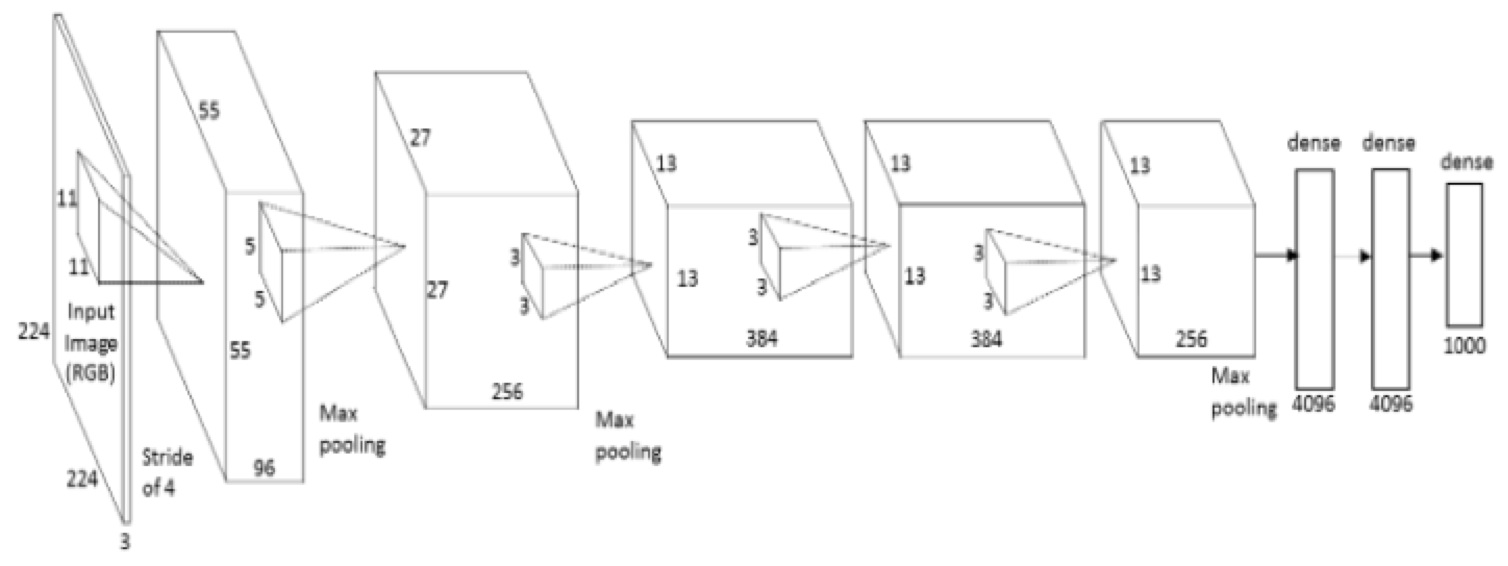 11
11
224
Input
Image
(RGB)
224
3
Stride
of 4
55
5
5
55
96
Max
pooling
27
3
3
27
256
Max
pooling
13
3
3
13
384
13
3
3
13
384
13
13
256
Max
pooling
dense
4096
dense
4096
dense
1000